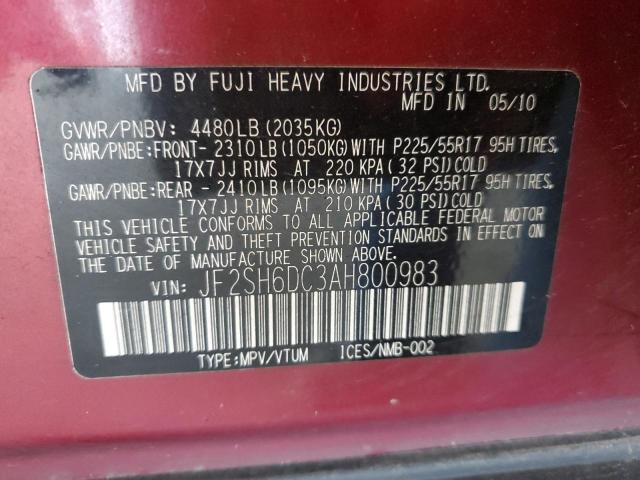 MFD BY FUJI HEAVY INDUSTRIES LTD.
MFD IN 05/10
GVWR/PNBV: 4480LB (2035KG)
GAWR/PNBE:FRONT- 2310 LB (1050KG) WITH P225/55R17 95H TIRES,
17X7JJ RIMS AT 220 KPA (32 PSI) COLD
GAWR/PNBE:REAR - 2410 LB (1095KG) WITH P225/55R17 95H TIRES,
17X7JJ RIMS AT 210 KPA (30 PSI) COLD
THIS VEHICLE CONFORMS TO ALL APPLICABLE FEDERAL MOTOR
VEHICLE SAFETY AND THEFT PREVENTION STANDARDS IN EFFECT ON
THE DATE OF MANUFACTURE SHOWN ABOVE.
VIN: JF2SH6DC3AH800983
TYPE:MPV/VTUM ICES/NMB-002